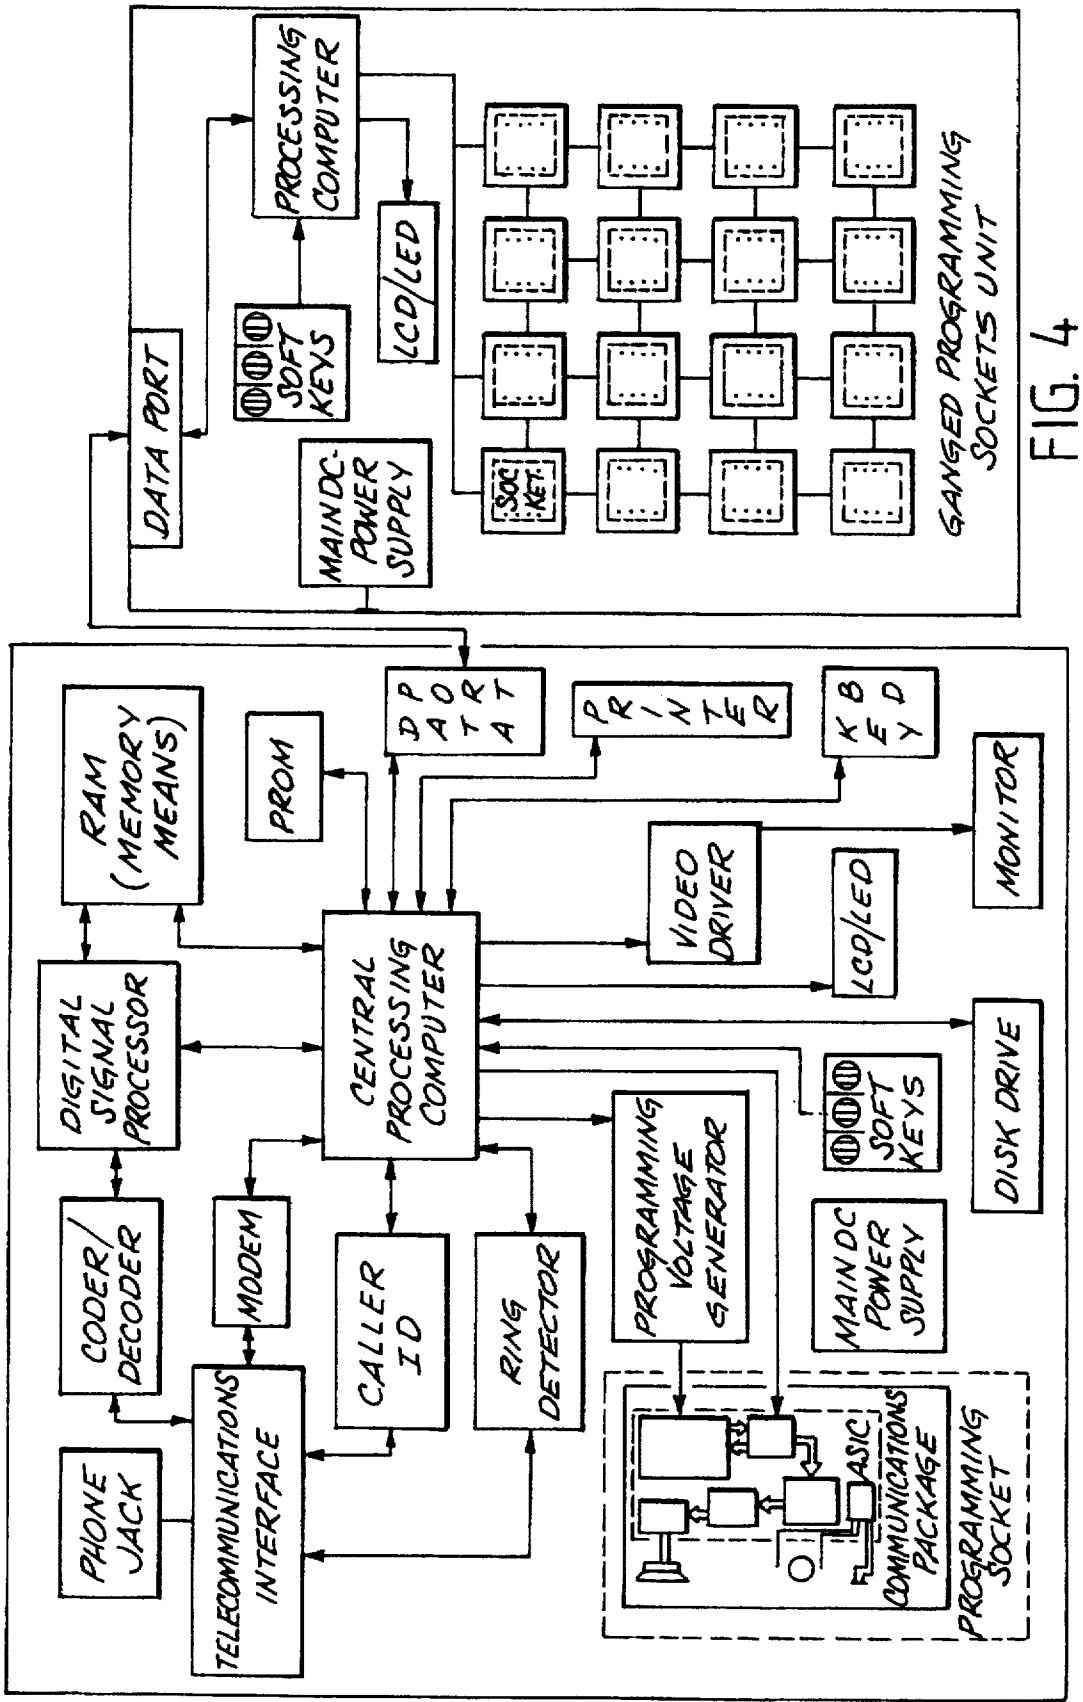 PHONE
JACK
CODER/
DECODER
DIGITAL
SIGNAL
PROCESSOR
RAM
(MEMORY
MEANS)
TELECOMMUNICATIONS
INTERFACE
MODEM
PROM
CALLER
ID
CENTRAL
PROCESSING
COMPUTER
DATA
PORT
RING
DETECTOR
PRINTER
PROGRAMMING
VOLTAGE
GENERATOR
VIDEO
DRIVER
KEY
BD
ASIC
COMMUNICATIONS
PACKAGE
PROGRAMMING
SOCKET
MAIN DC
POWER
SUPPLY
SOFT
KEYS
LCD/LED
DISK DRIVE
MONITOR
DATA PORT
MAIN DC-
POWER
SUPPLY
SOFT
KEYS
PROCESSING
COMPUTER
LCD/LED
SOC
KET
GANGED PROGRAMMING
SOCKETS UNIT
FIG. 4